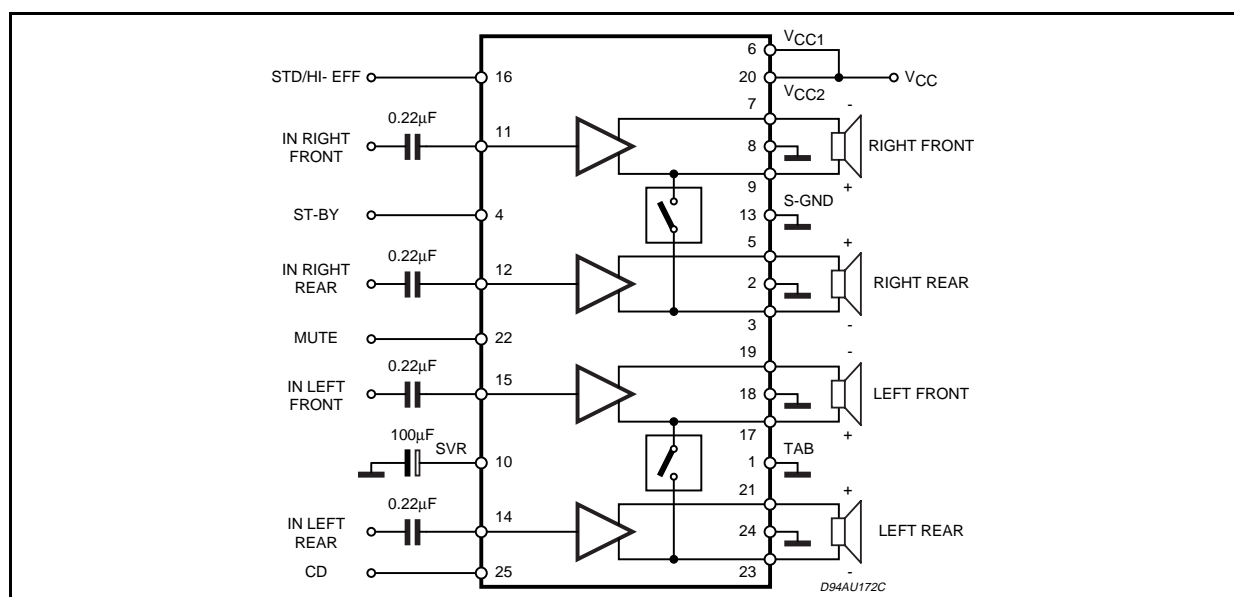 6
VCC1
STD/HI- EFF
16
20
VCC
VCC2
7
-
0.22μF
11
IN RIGHT
FRONT
8
RIGHT FRONT
9
+
S-GND
ST-BY
4
13
5
+
0.22μF
12
IN RIGHT
REAR
2
RIGHT REAR
3
-
MUTE
22
19
-
0.22μF
15
IN LEFT
FRONT
18
LEFT FRONT
17
+
100μF
SVR
TAB
10
1
21
+
0.22μF
14
IN LEFT
REAR
24
LEFT REAR
CD
25
23
-
D94AU172C